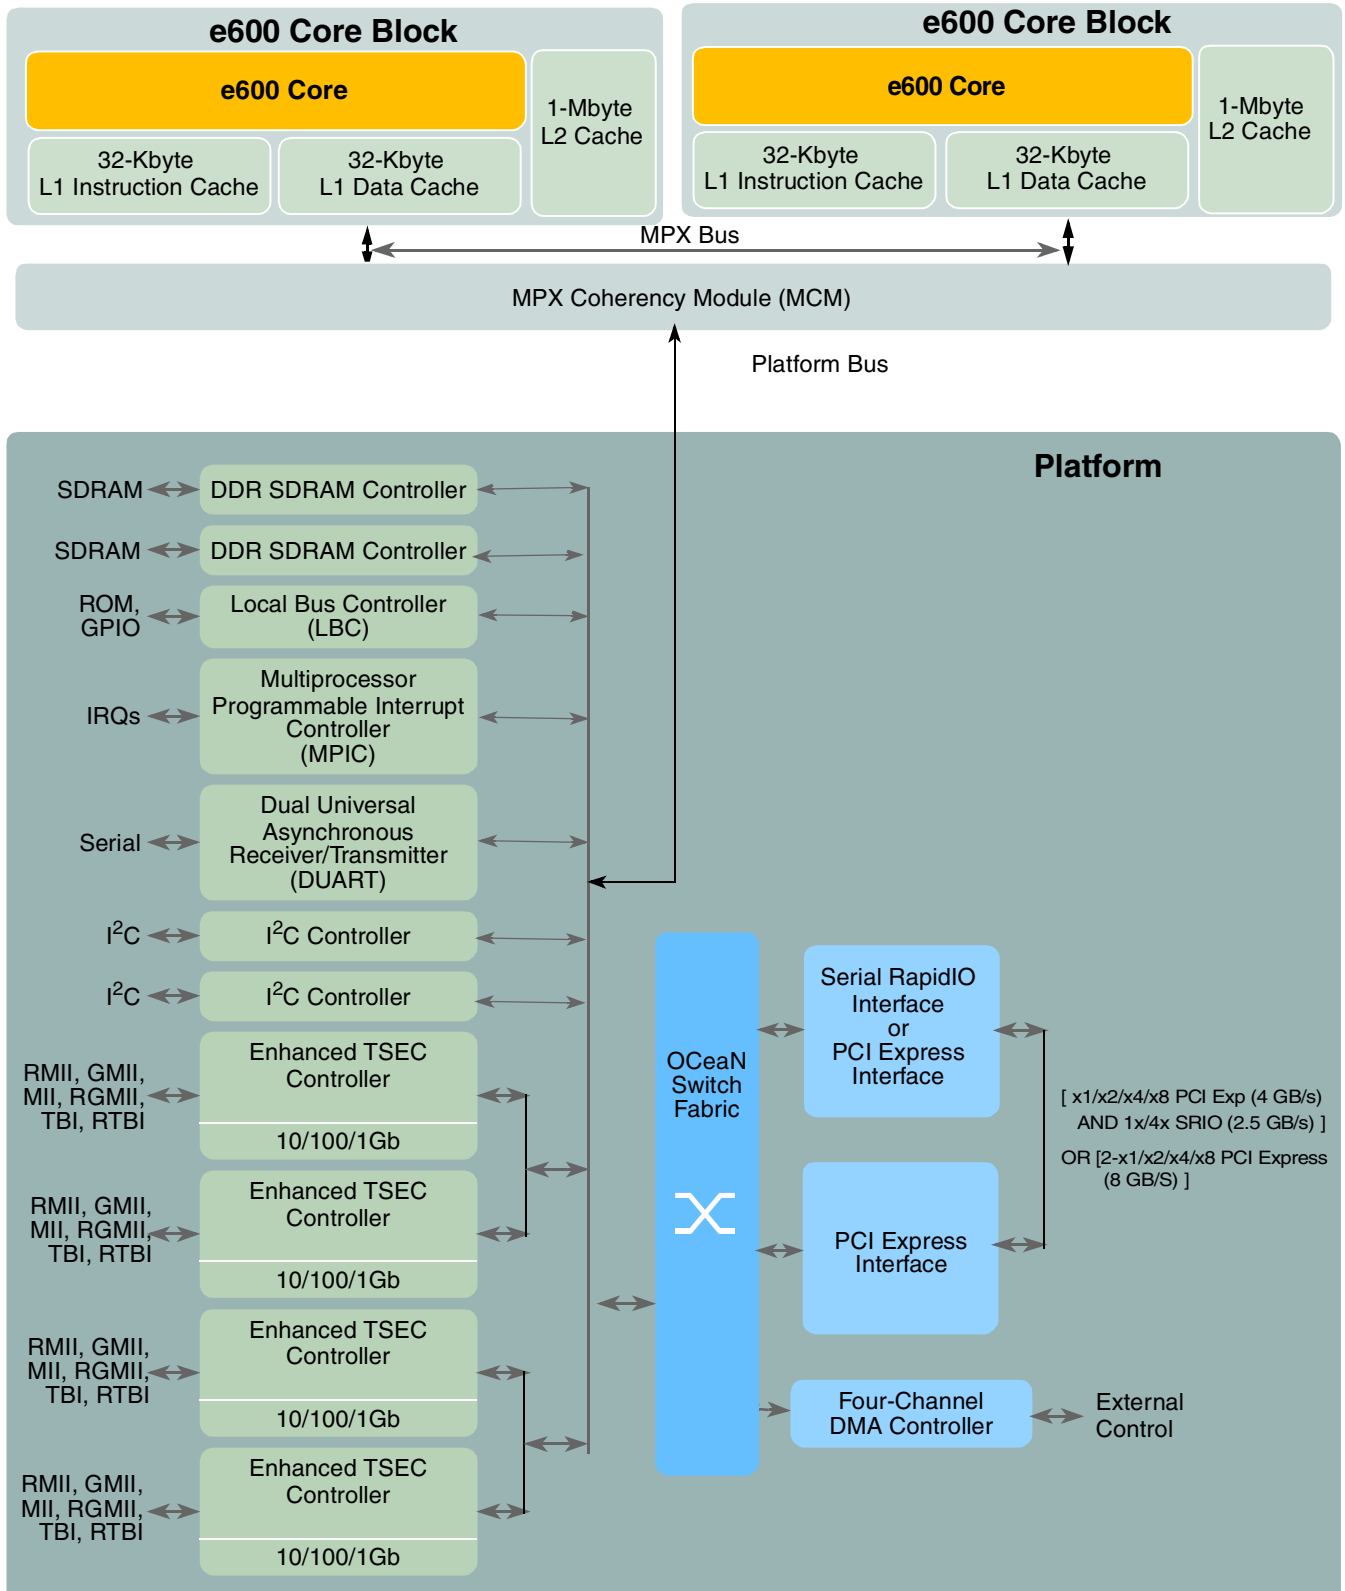 e600 Core Block
e600 Core
32-Kbyte
L1 Instruction Cache
32-Kbyte
L1 Data Cache
1-Mbyte
L2 Cache
e600 Core Block
e600 Core
32-Kbyte
L1 Instruction Cache
32-Kbyte
L1 Data Cache
1-Mbyte
L2 Cache
MPX Bus
MPX Coherency Module (MCM)
Platform Bus
Platform
SDRAM
DDR SDRAM Controller
SDRAM
DDR SDRAM Controller
ROM,
GPIO
Local Bus Controller
(LBC)
IRQs
Multiprocessor
Programmable Interrupt
Controller
(MPIC)
Serial
Dual Universal
Asynchronous
Receiver/Transmitter
(DUART)
I²C
I²C Controller
I²C
I²C Controller
RMII, GMII,
MII, RGMII,
TBI, RTBI
Enhanced TSEC
Controller
10/100/1Gb
RMII, GMII,
MII, RGMII,
TBI, RTBI
Enhanced TSEC
Controller
10/100/1Gb
RMII, GMII,
MII, RGMII,
TBI, RTBI
Enhanced TSEC
Controller
10/100/1Gb
RMII, GMII,
MII, RGMII,
TBI, RTBI
Enhanced TSEC
Controller
10/100/1Gb
OCeaN
Switch
Fabric
Serial RapidIO
Interface
or
PCI Express
Interface
PCI Express
Interface
[ x1/x2/x4/x8 PCI Exp (4 GB/s)
AND 1x/4x SRIO (2.5 GB/s) ]
OR [2-x1/x2/x4/x8 PCI Express
(8 GB/S) ]
Four-Channel
DMA Controller
External
Control